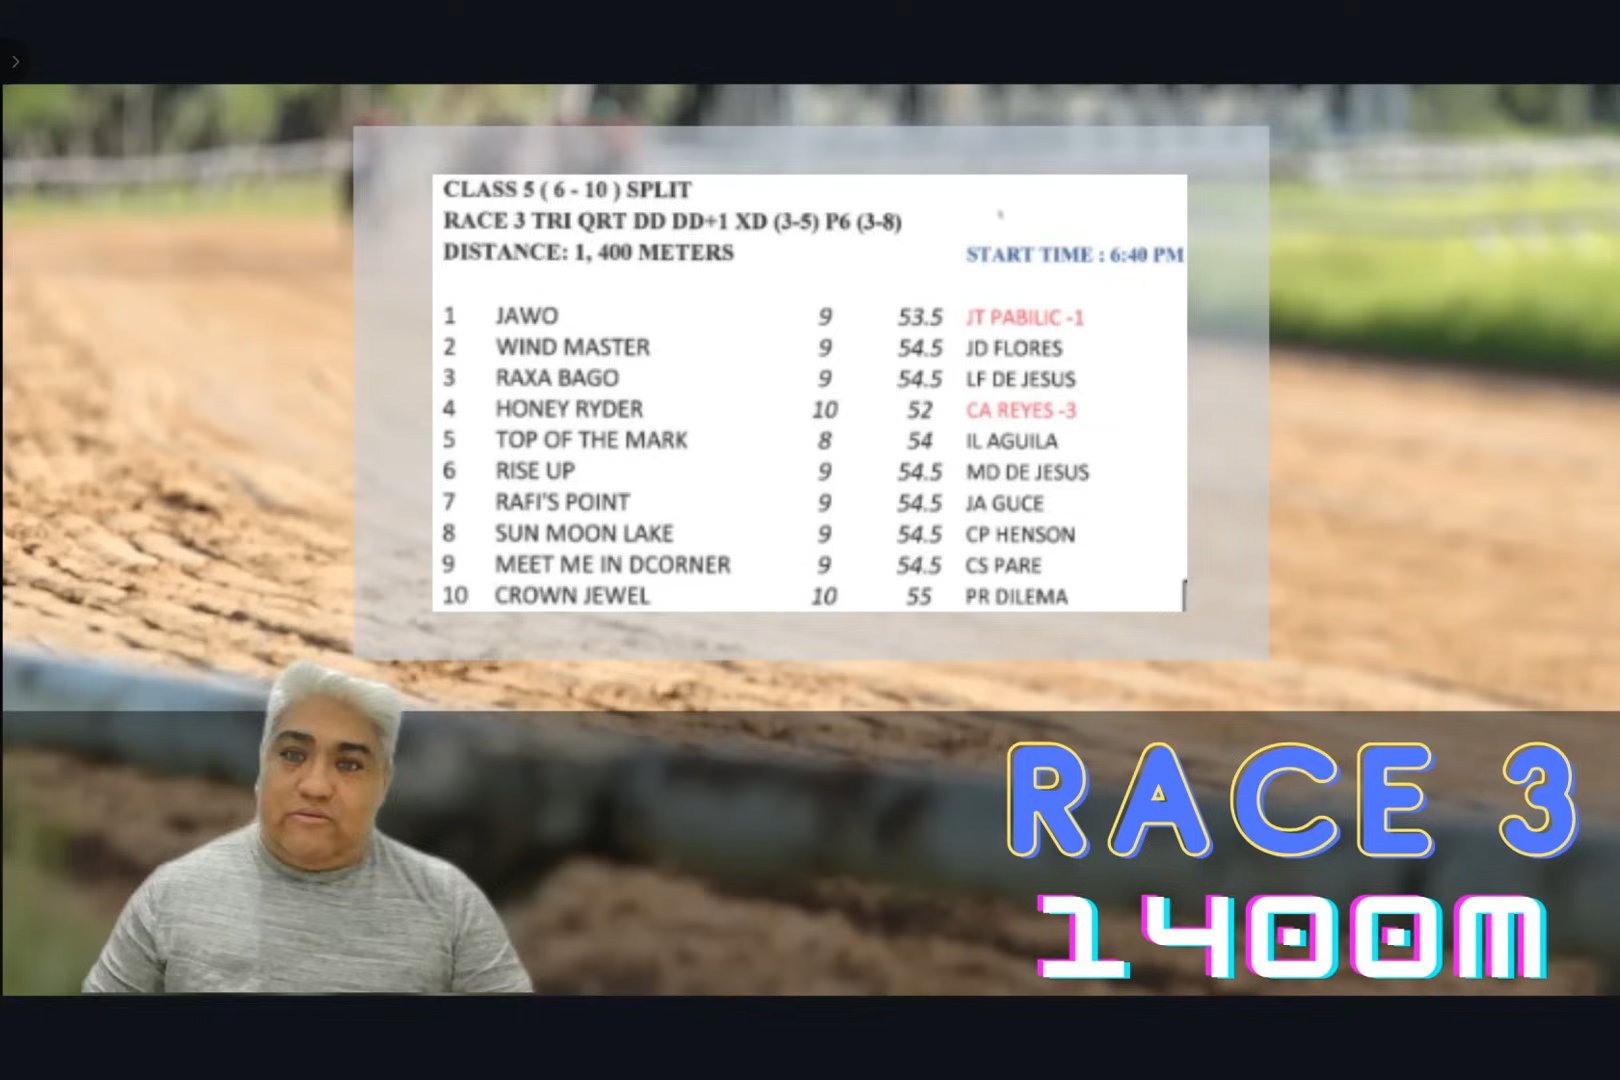 CLASS 5 ( 6 - 10 ) SPLIT
RACE 3 TRI QRT DD DD+1 XD (3-5) P6 (3-8)
DISTANCE: 1, 400 METERS START TIME : 6:40 PM
1 JAWO 9 53.5 JT PABILIC -1
2 WIND MASTER 9 54.5 JD FLORES
3 RAXA BAGO 9 54.5 LF DE JESUS
4 HONEY RYDER 10 52 CA REYES -3
5 TOP OF THE MARK 8 54 IL AGUILA
6 RISE UP 9 54.5 MD DE JESUS
7 RAFI'S POINT 9 54.5 JA GUCE
8 SUN MOON LAKE 9 54.5 CP HENSON
9 MEET ME IN DCORNER 9 54.5 CS PARE
10 CROWN JEWEL 10 55 PR DILEMA
RACE 3
1400M